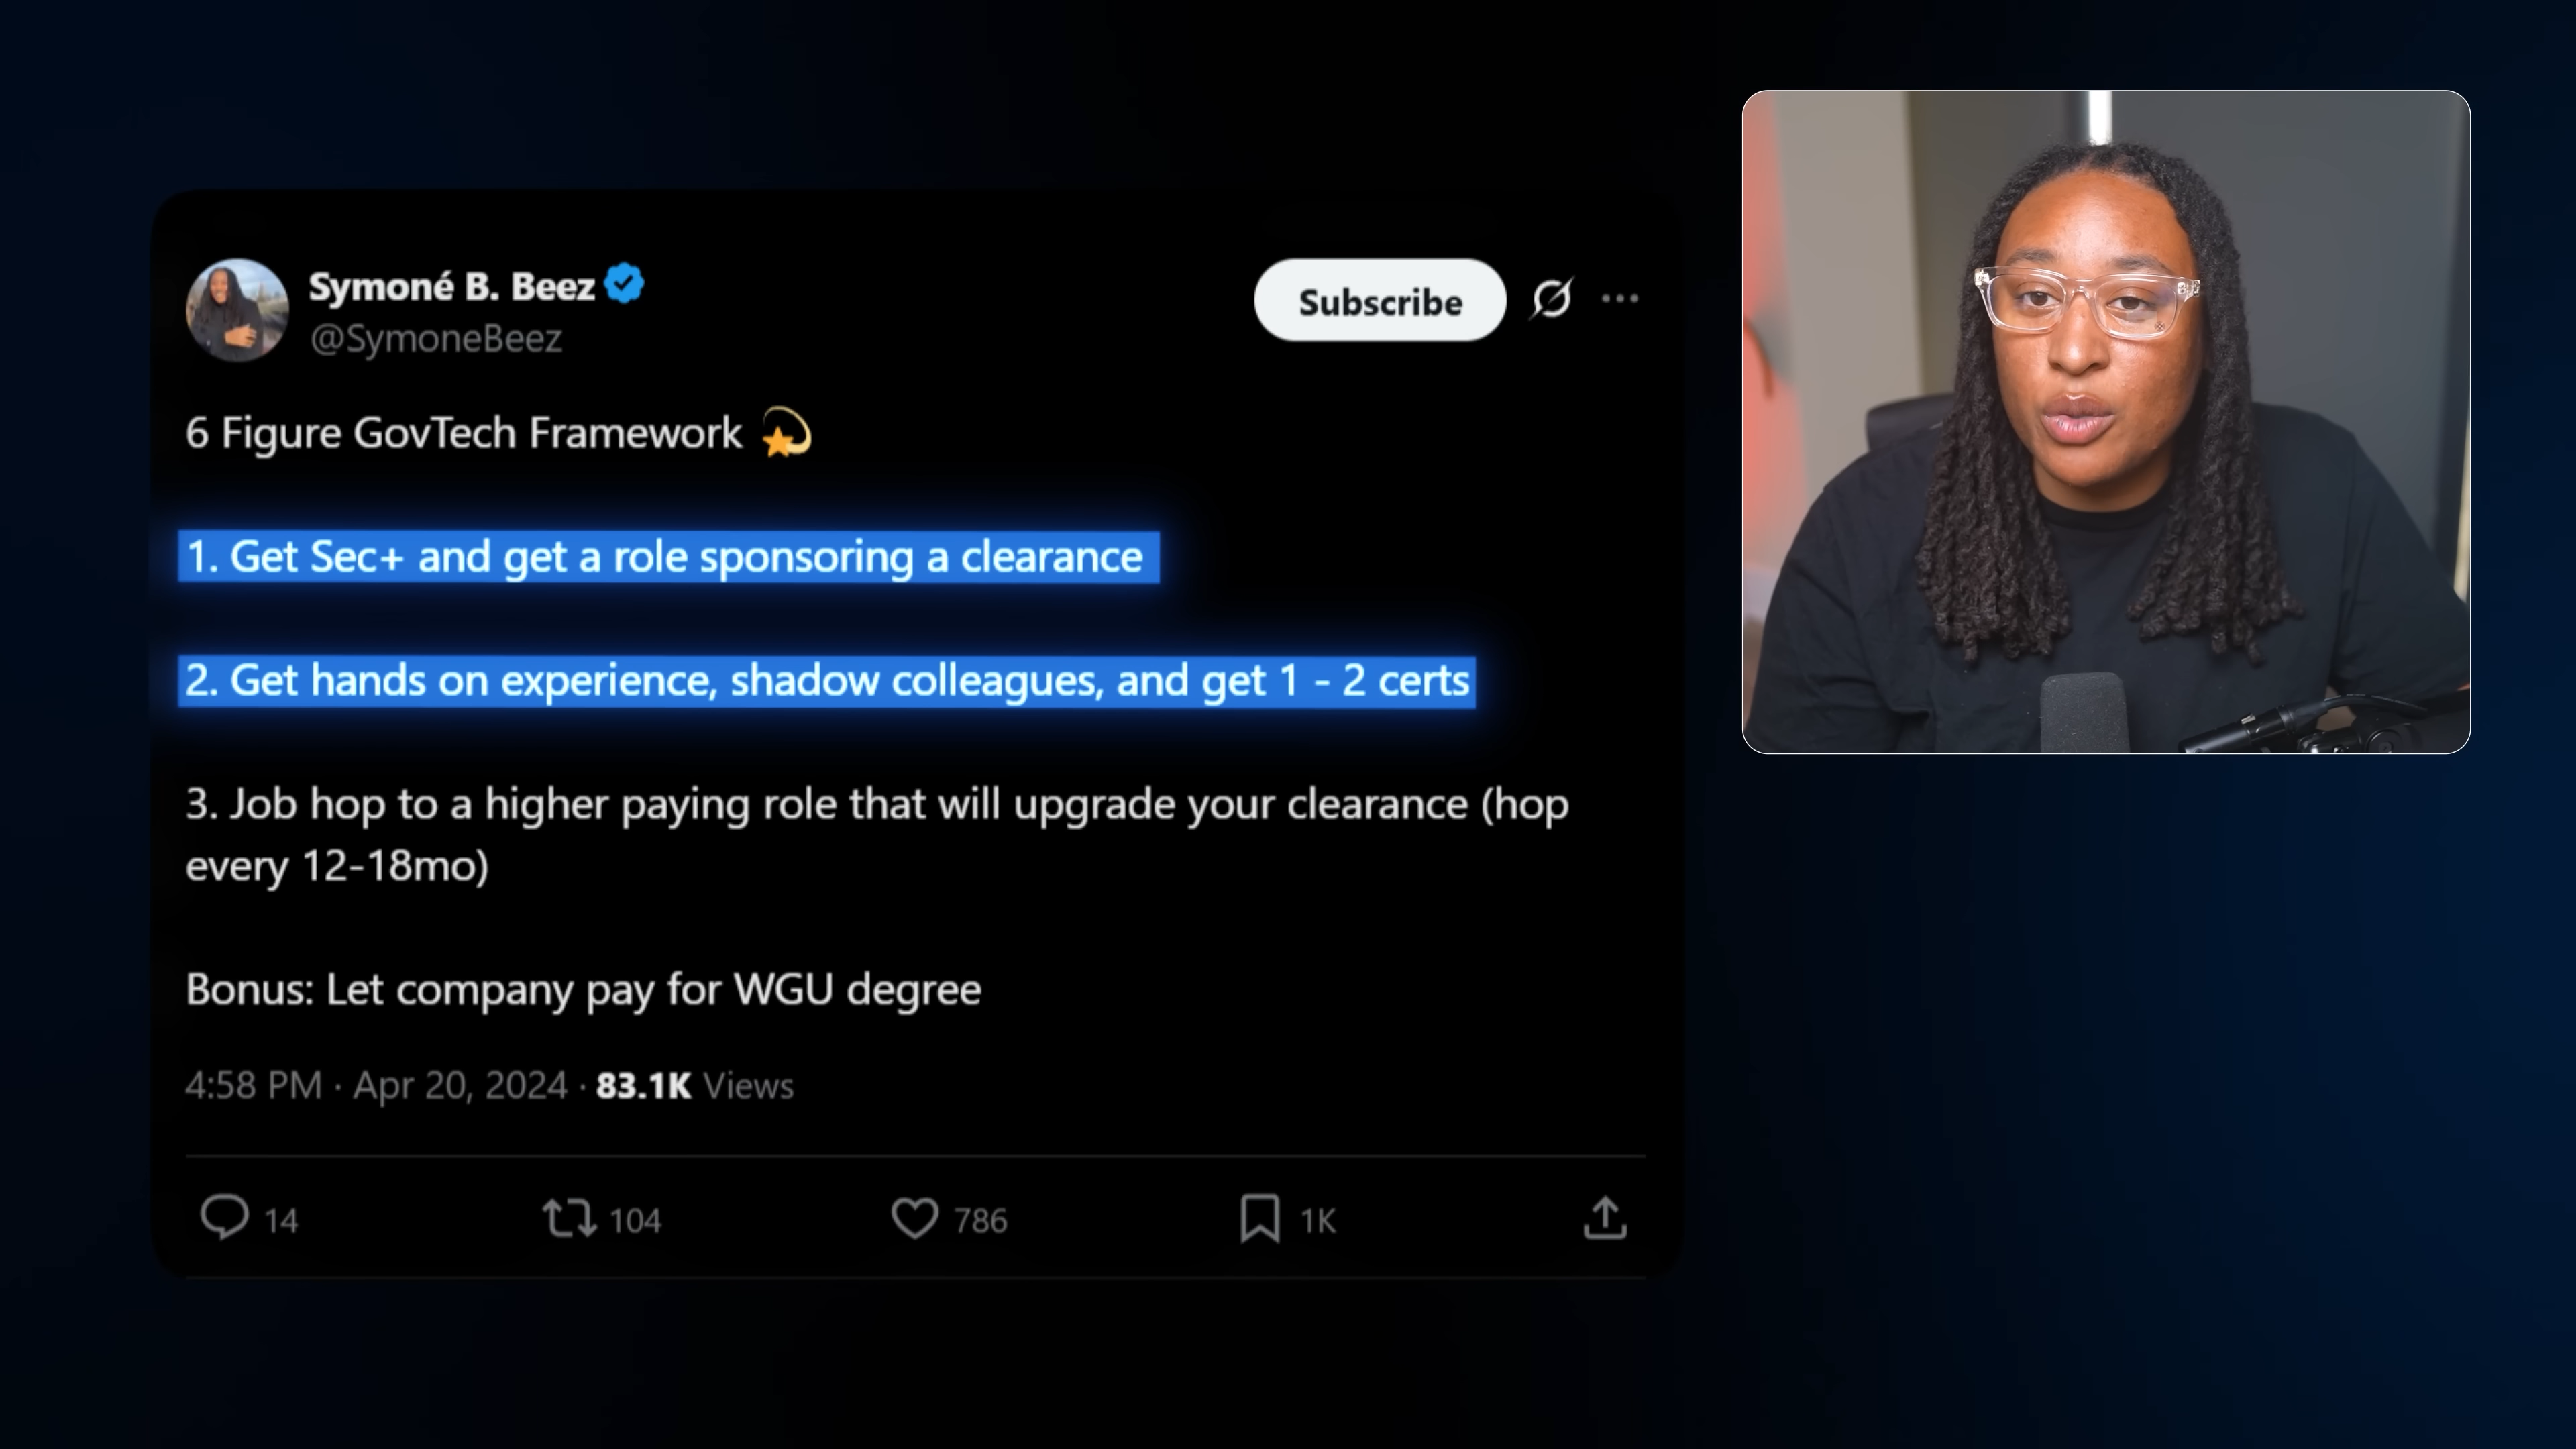 Symoné B. Beez
@SymoneBeez
Subscribe
6 Figure GovTech Framework 💫
1. Get Sec+ and get a role sponsoring a clearance
2. Get hands on experience, shadow colleagues, and get 1 - 2 certs
3. Job hop to a higher paying role that will upgrade your clearance (hop
every 12-18mo)
Bonus: Let company pay for WGU degree
4:58 PM · Apr 20, 2024 · 83.1K Views
14 104 786 1K